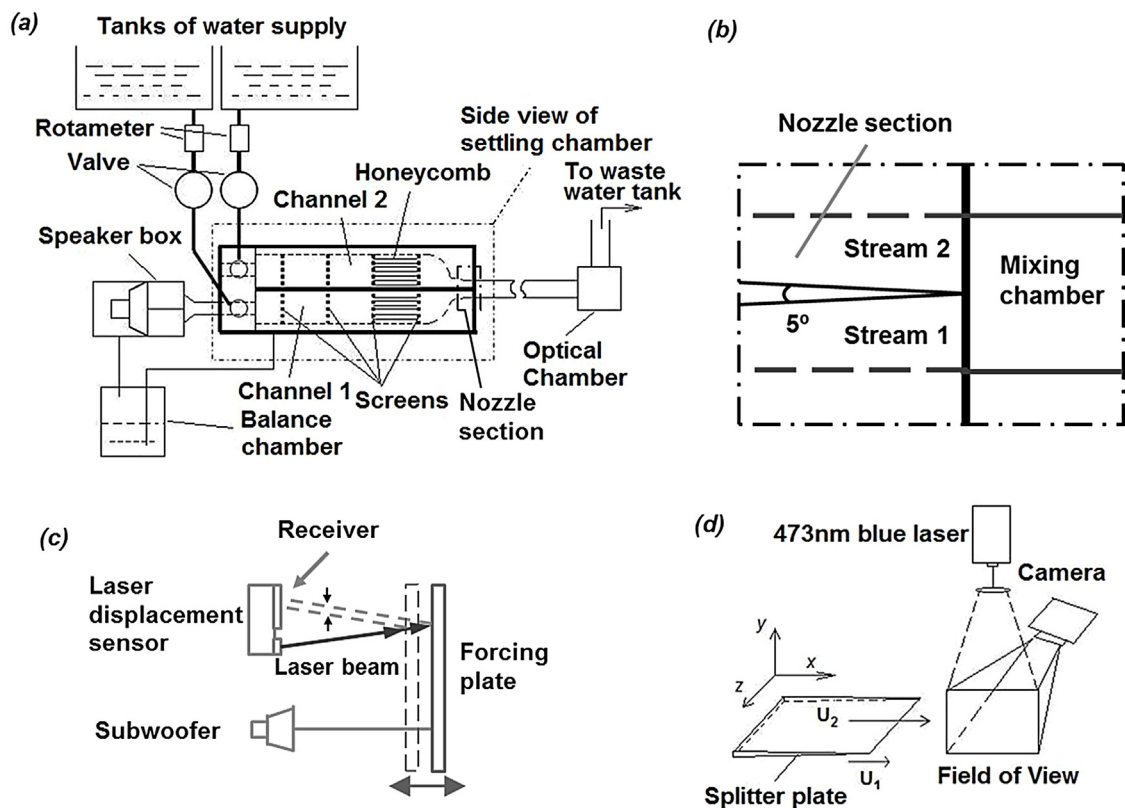 (a)
Tanks of water supply
Rotameter
Valve
Speaker box
Channel 2
Honeycomb
Side view of
settling chamber
To waste
water tank
Channel 1
Screens
Nozzle
section
Optical
Chamber
Balance
chamber
(b)
Nozzle section
Stream 2
Mixing
chamber
5º
Stream 1
(c)
Receiver
Laser
displacement
sensor
Laser beam
Forcing
plate
Subwoofer
(d)
473nm blue laser
Camera
y
x
z
U₂
U₁
Splitter plate
Field of View